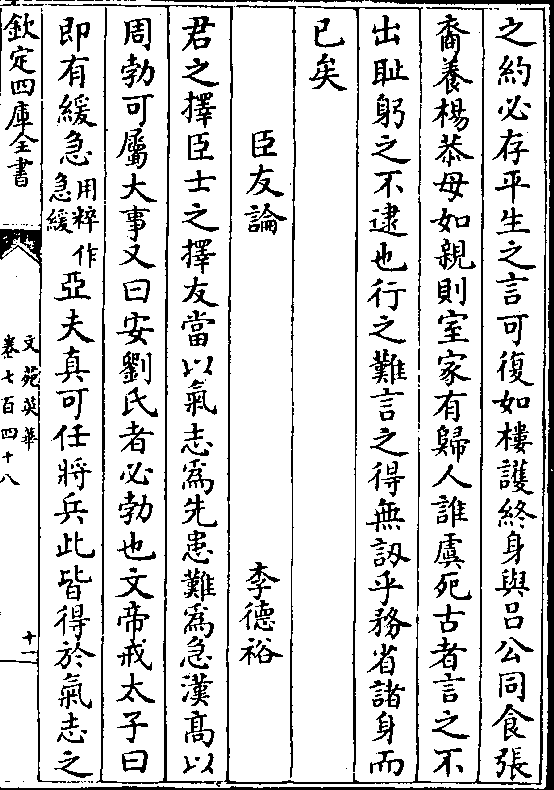 之約必存平生之言可復如樓護終身與吕公同食張
裔養楊恭母如親則室家有歸人誰虞死古者言之不
出恥躬之不逮也行之難言之得無訒乎務省諸身而
已矣
臣友論　李德裕
君之擇臣士之擇友當以氣志為先患難為急漢髙以
周勃可屬大事又曰安劉氏者必勃也文帝戒太子曰
即有緩急用粹作急緩亞夫真可任將兵此皆得於氣志之
欽定四庫全書
文苑英華
卷七百四十八
十一